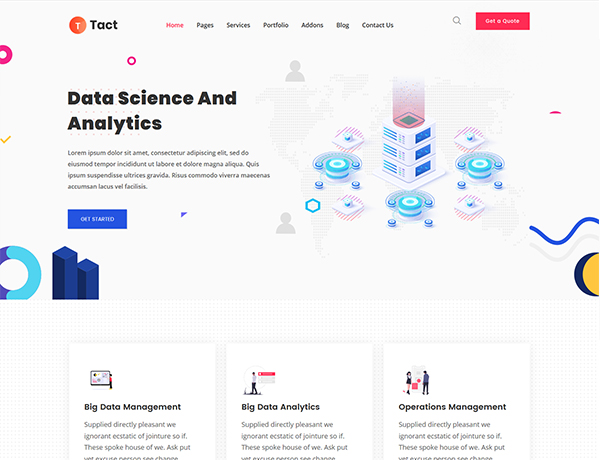 T Tact
Home Pages Services Portfolio Addons Blog Contact Us
Get a Quote
Data Science And
Analytics
Lorem ipsum dolor sit amet, consectetur adipiscing elit, sed do
eiusmod tempor incididunt ut labore et dolore magna aliqua. Quis
ipsum suspendisse ultrices gravida. Risus commodo viverra maecenas
accumsan lacus vel facilisis.
GET STARTED
Big Data Management
Supplied directly pleasant we
ignorant ecstatic of jointure so if.
These spoke house of we. Ask put
yet excuse person see change
Big Data Analytics
Supplied directly pleasant we
ignorant ecstatic of jointure so if.
These spoke house of we. Ask put
yet excuse person see change
Operations Management
Supplied directly pleasant we
ignorant ecstatic of jointure so if.
These spoke house of we. Ask put
yet excuse person see change